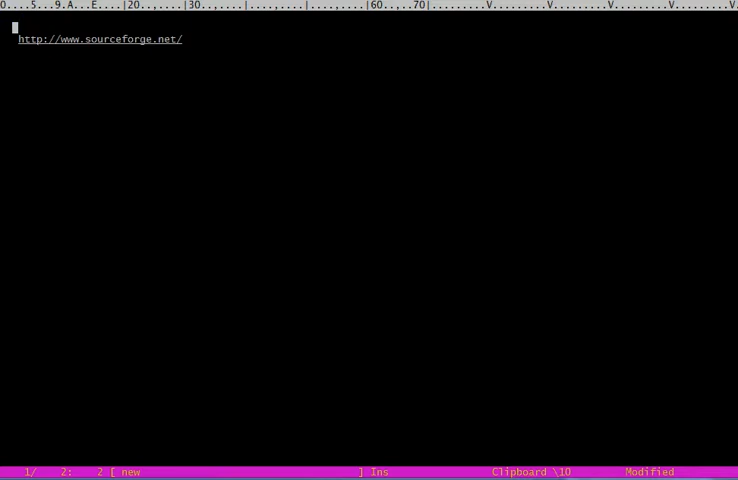 0....5...9.A...E....|20..,....|30...,....|....,....|....,....|60...,..70|.........V.........V.........V.........V
http://www.sourceforge.net/
1/ 2: 2 [ new ] Ins Clipboard \10 Modified